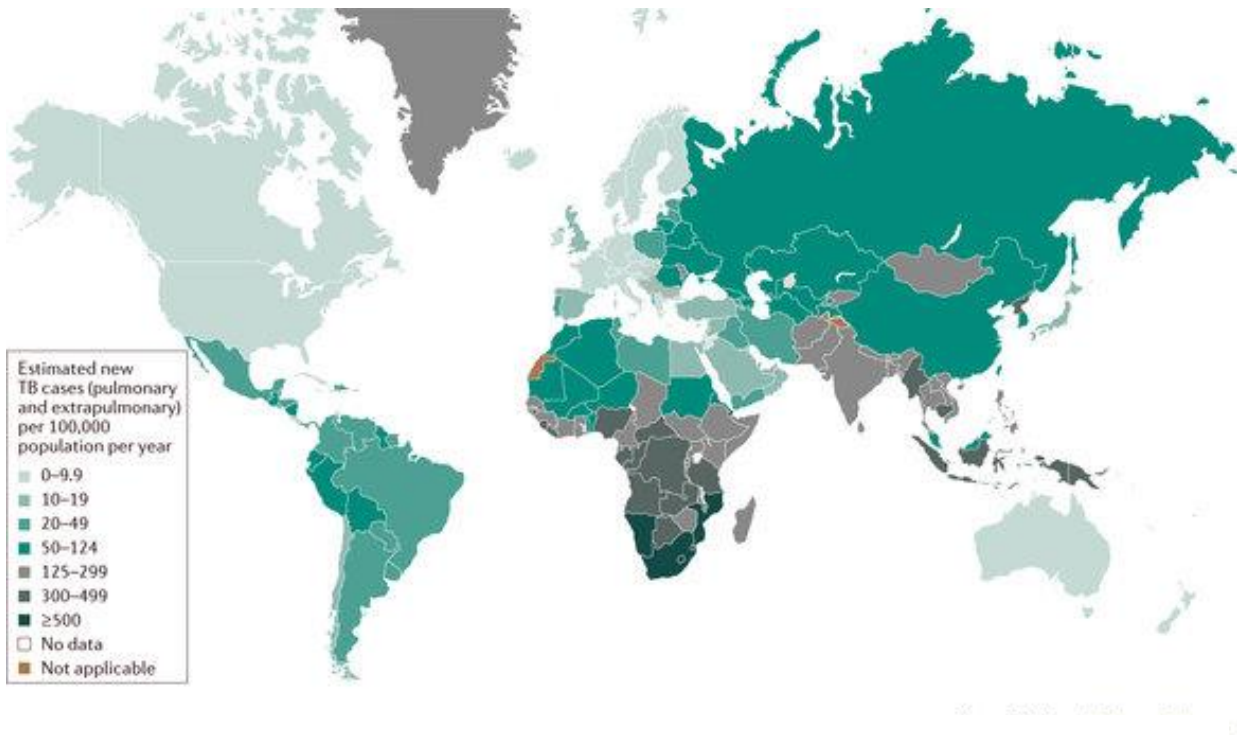 Estimated new
TB cases (pulmonary
and extrapulmonary)
per 100,000
population per year
0–9.9
10–19
20–49
50–124
125–299
300–499
≥500
No data
Not applicable